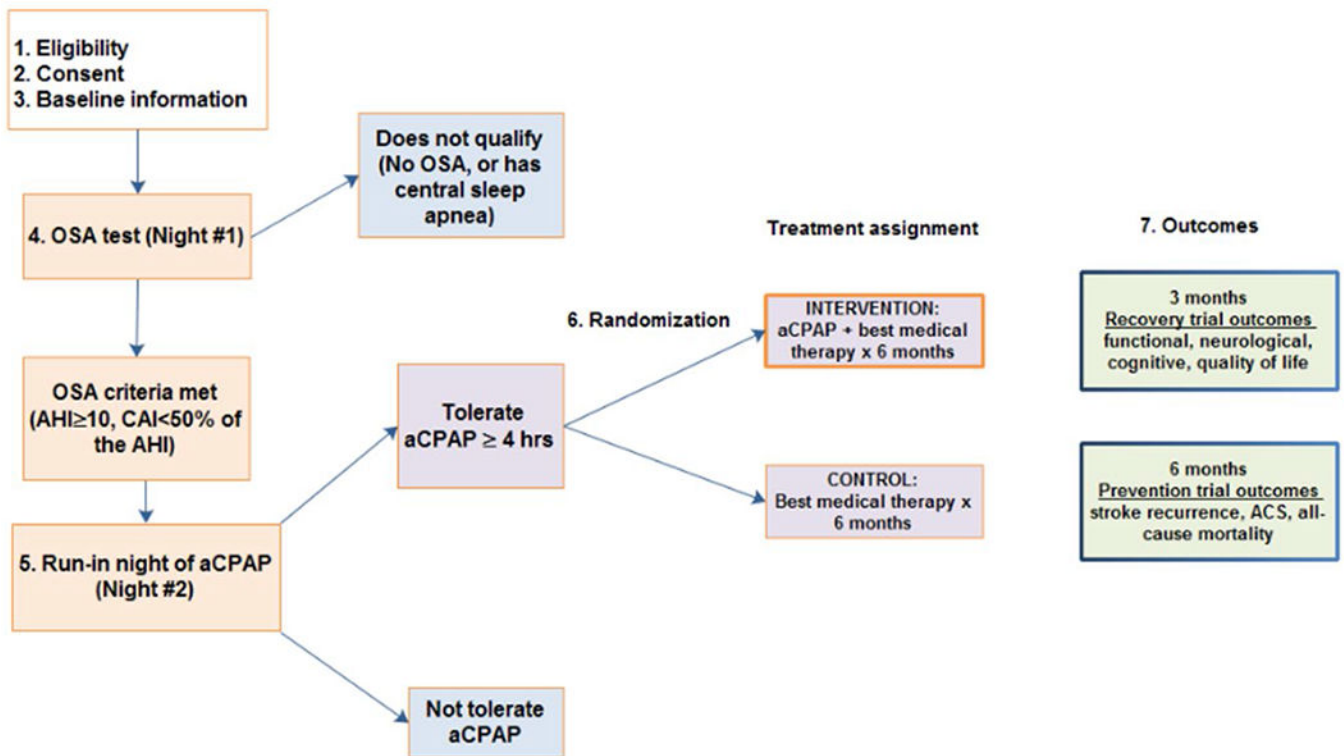 1. Eligibility
2. Consent
3. Baseline information
Does not qualify
(No OSA, or has
central sleep
apnea)
4. OSA test (Night #1)
OSA criteria met
(AHI≥10, CAI<50% of
the AHI)
5. Run-in night of aCPAP
(Night #2)
Tolerate
aCPAP ≥ 4 hrs
Not tolerate
aCPAP
6. Randomization
Treatment assignment
INTERVENTION:
aCPAP + best medical
therapy x 6 months
CONTROL:
Best medical therapy x
6 months
7. Outcomes
3 months
Recovery trial outcomes
functional, neurological,
cognitive, quality of life
6 months
Prevention trial outcomes
stroke recurrence, ACS, all-
cause mortality